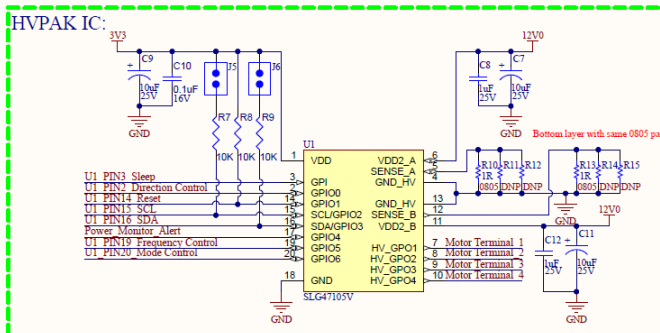 HVPAK IC:
3V3
12V0
C9
10uF
25V
C10
0.1uF
16V
J5
J6
C8
1uF
25V
C7
10uF
25V
GND
GND
R7
R8
R9
10K
10K
10K
Bottom layer with same 0805 pa
U1
1
VDD
VDD2_A
6
SENSE_A
5
GND_HV
4
R10
1R
0805
R11
DNP
R12
R13
1R
0805
R14
DNP
R15
U1_PIN3_Sleep
3
GPI
U1_PIN2_Direction Control
2
GPIO0
U1_PIN14_Reset
14
GPIO1
GND_HV
13
U1_PIN15_SCL
15
SCL/GPIO2
SENSE_B
12
U1_PIN16_SDA
16
SDA/GPIO3
VDD2_B
11
Power_Monitor_Alert
17
GPIO4
U1_PIN19_Frequency Control
19
GPIO5
U1_PIN20_Mode Control
20
GPIO6
GND
12V0
HV_GPO1
7
Motor Terminal_1
HV_GPO2
8
Motor Terminal_2
HV_GPO3
9
Motor Terminal_3
HV_GPO4
10
Motor Terminal_4
C12
1uF
25V
C11
10uF
25V
18
GND
SLG47105V
GND
GND